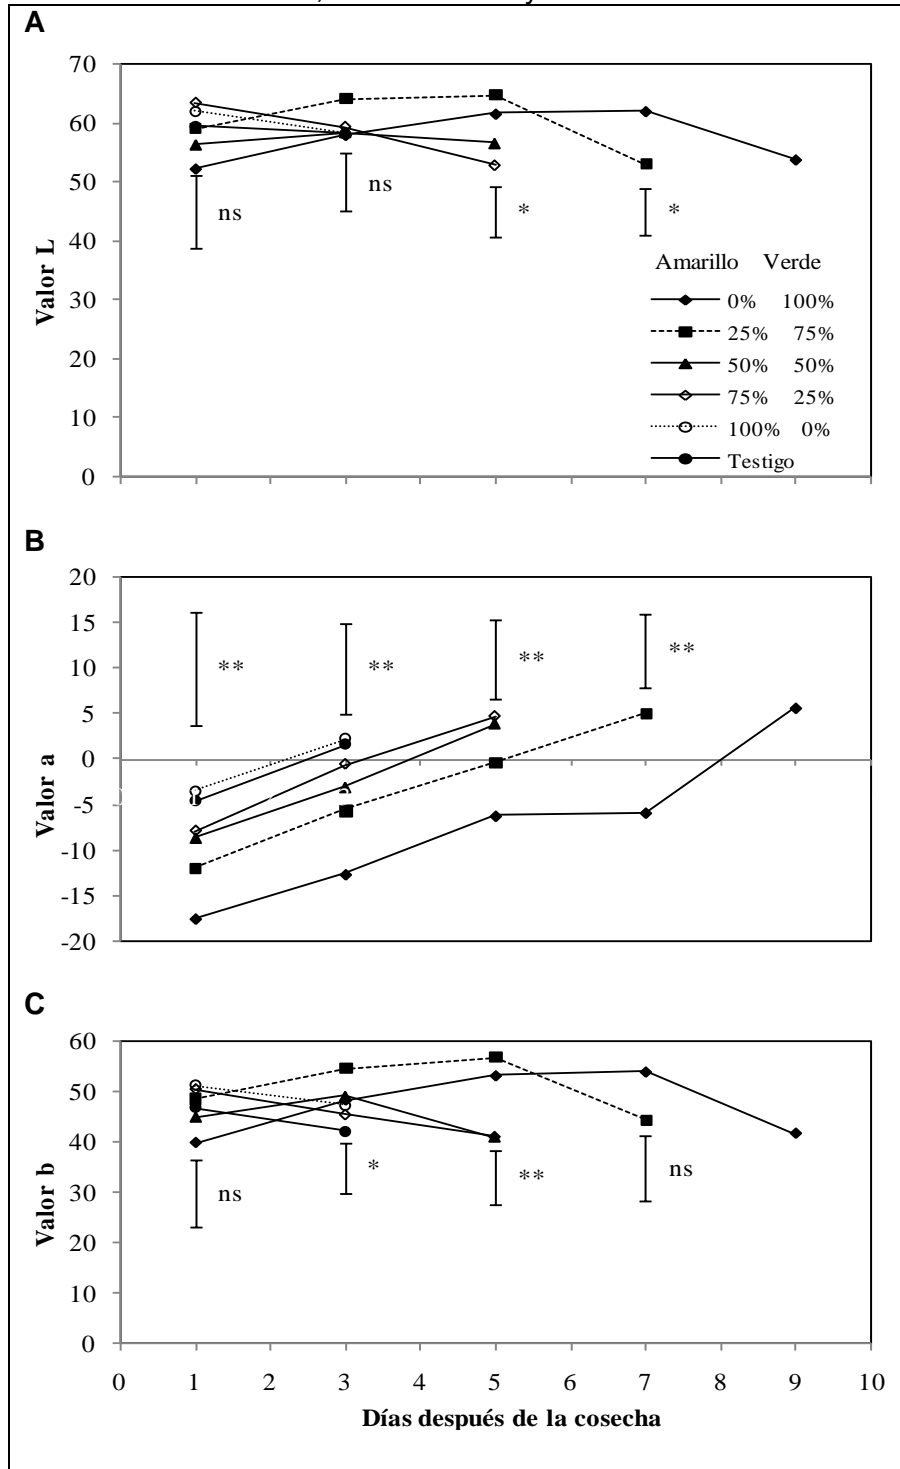 A
70
60
50
40
30
20
10
0
Valor L
ns
ns
*
*
Amarillo Verde
0% 100%
25% 75%
50% 50%
75% 25%
100% 0%
Testigo
B
20
15
10
5
0
-5
-10
-15
-20
Valor a
**
**
**
**
C
60
50
40
30
20
10
0
Valor b
ns
*
**
ns
0 1 2 3 4 5 6 7 8 9 10
Días después de la cosecha